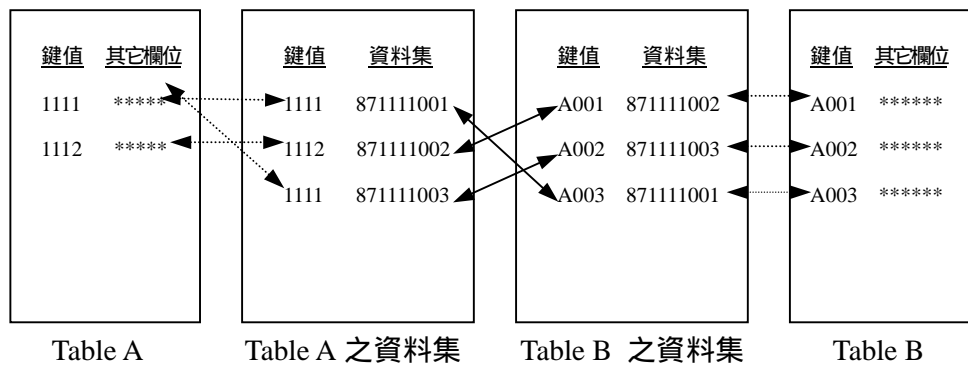 鍵值 其它欄位 鍵值 資料集 鍵值 資料集 鍵值 其它欄位
1111 ***** 1111 871111001 A001 871111002 A001 ******
1112 ***** 1112 871111002 A002 871111003 A002 ******
1111 871111003 A003 871111001 A003 ******
Table A Table A 之資料集 Table B 之資料集 Table B